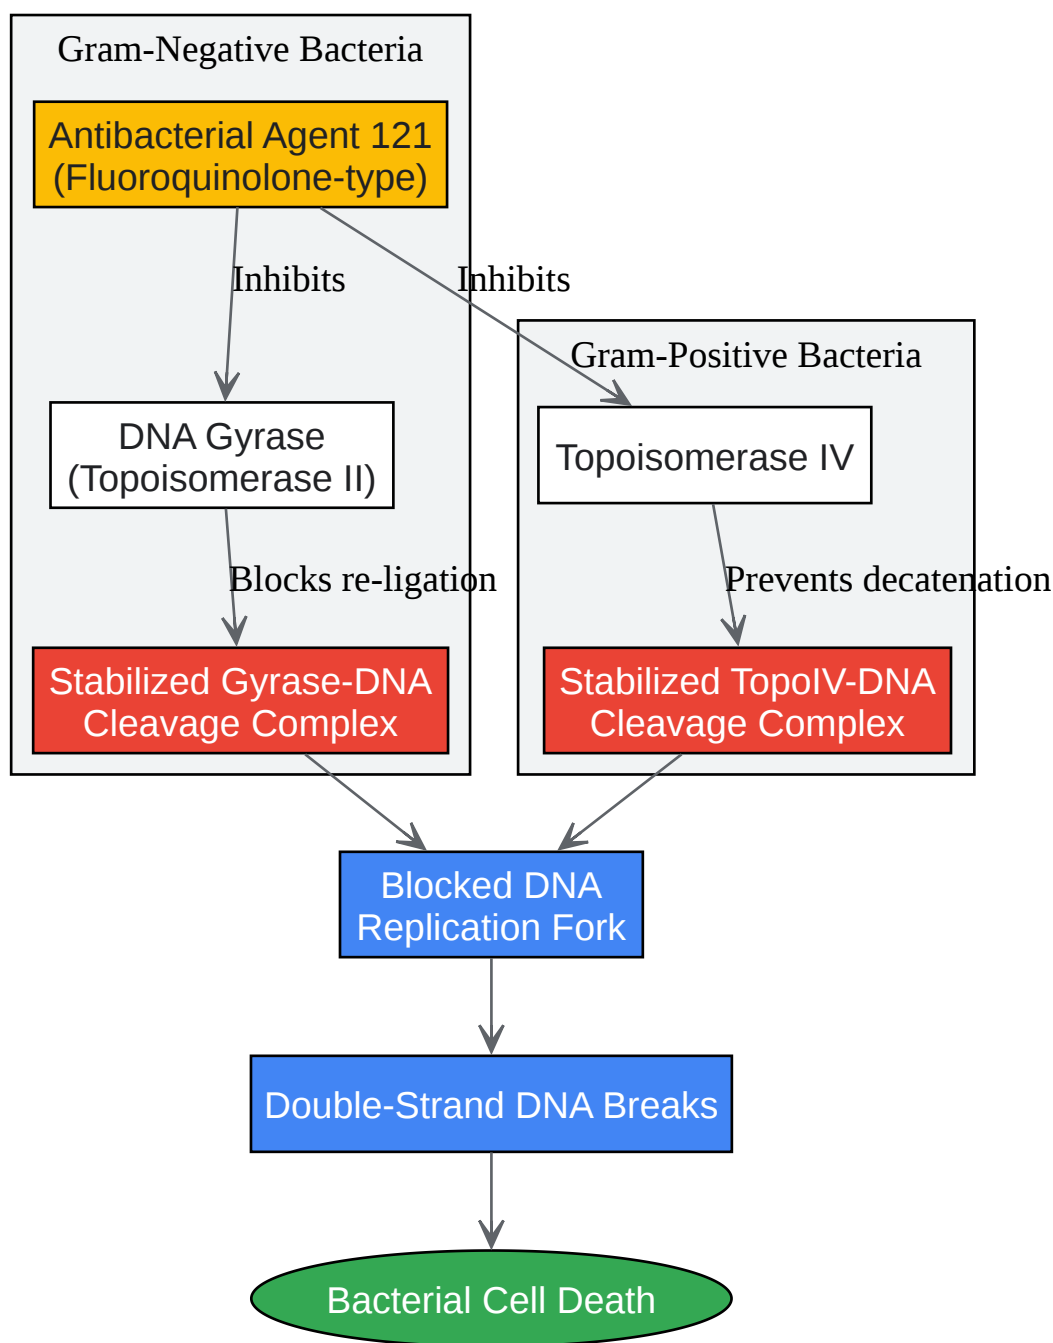 Gram-Negative Bacteria
Antibacterial Agent 121
(Fluoroquinolone-type)
Inhibits
Inhibits
Gram-Positive Bacteria
DNA Gyrase
(Topoisomerase II)
Topoisomerase IV
Blocks re-ligation
Prevents decatenation
Stabilized Gyrase-DNA
Cleavage Complex
Stabilized TopoIV-DNA
Cleavage Complex
Blocked DNA
Replication Fork
Double-Strand DNA Breaks
Bacterial Cell Death